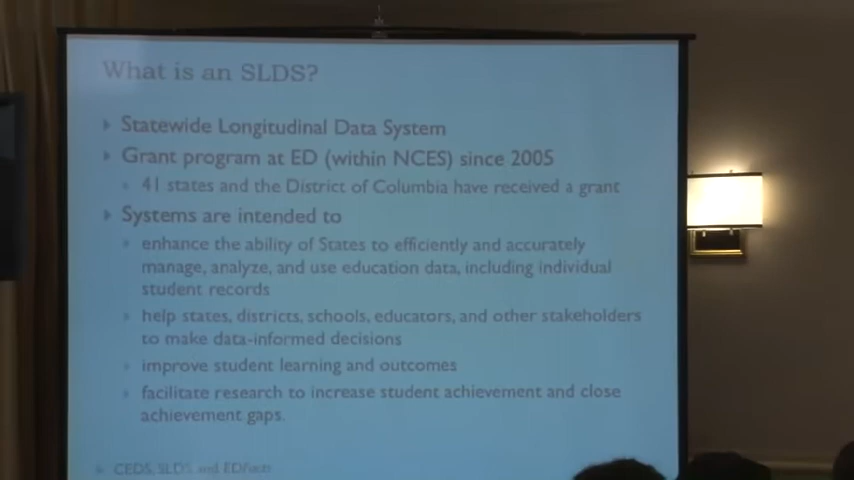 What is an SLDS?
Statewide Longitudinal Data System
Grant program at ED (within NCES) since 2005
41 states and the District of Columbia have received a grant
Systems are intended to
enhance the ability of States to efficiently and accurately
manage, analyze, and use education data, including individual
student records
help states, districts, schools, educators, and other stakeholders
to make data-informed decisions
improve student learning and outcomes
facilitate research to increase student achievement and close
achievement gaps.
CEDS, SLDS, and EDFacts